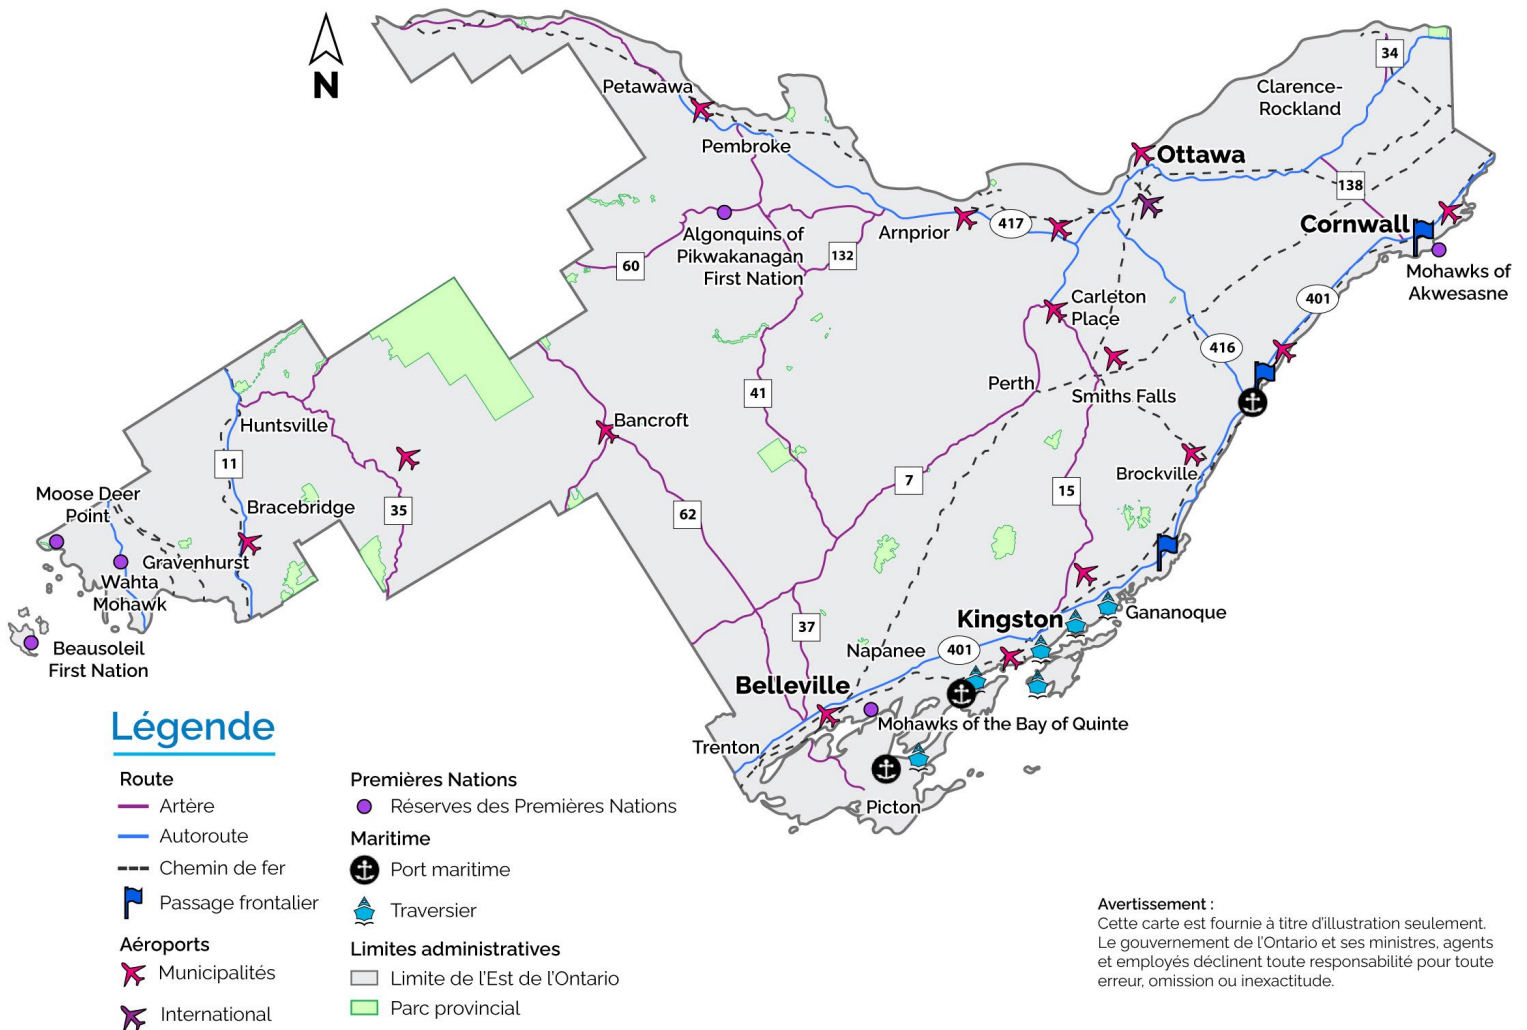 N
Petawawa
Pembroke
Clarence-
Rockland
34
Ottawa
138
Cornwall
Mohawks of
Akwesasne
Algonquins of
Pikwakanagan
First Nation
60
132
Arnprior
417
401
Carleton
Place
416
Perth
Smiths Falls
41
Bancroft
Huntsville
11
Bracebridge
35
62
7
15
Brockville
Moose Deer
Point
Gravenhurst
Wahta
Mohawk
Beausoleil
First Nation
37
Kingston
Gananoque
Napanee
401
Belleville
Mohawks of the Bay of Quinte
Trenton
Picton
Légende
Route
Artère
Autoroute
Chemin de fer
Passage frontalier
Aéroports
Municipalités
International
Premières Nations
Réserves des Premières Nations
Maritime
Port maritime
Traversier
Limites administratives
Limite de l'Est de l'Ontario
Parc provincial
Avertissement :
Cette carte est fournie à titre d'illustration seulement.
Le gouvernement de l'Ontario et ses ministres, agents
et employés déclinent toute responsabilité pour toute
erreur, omission ou inexactitude.